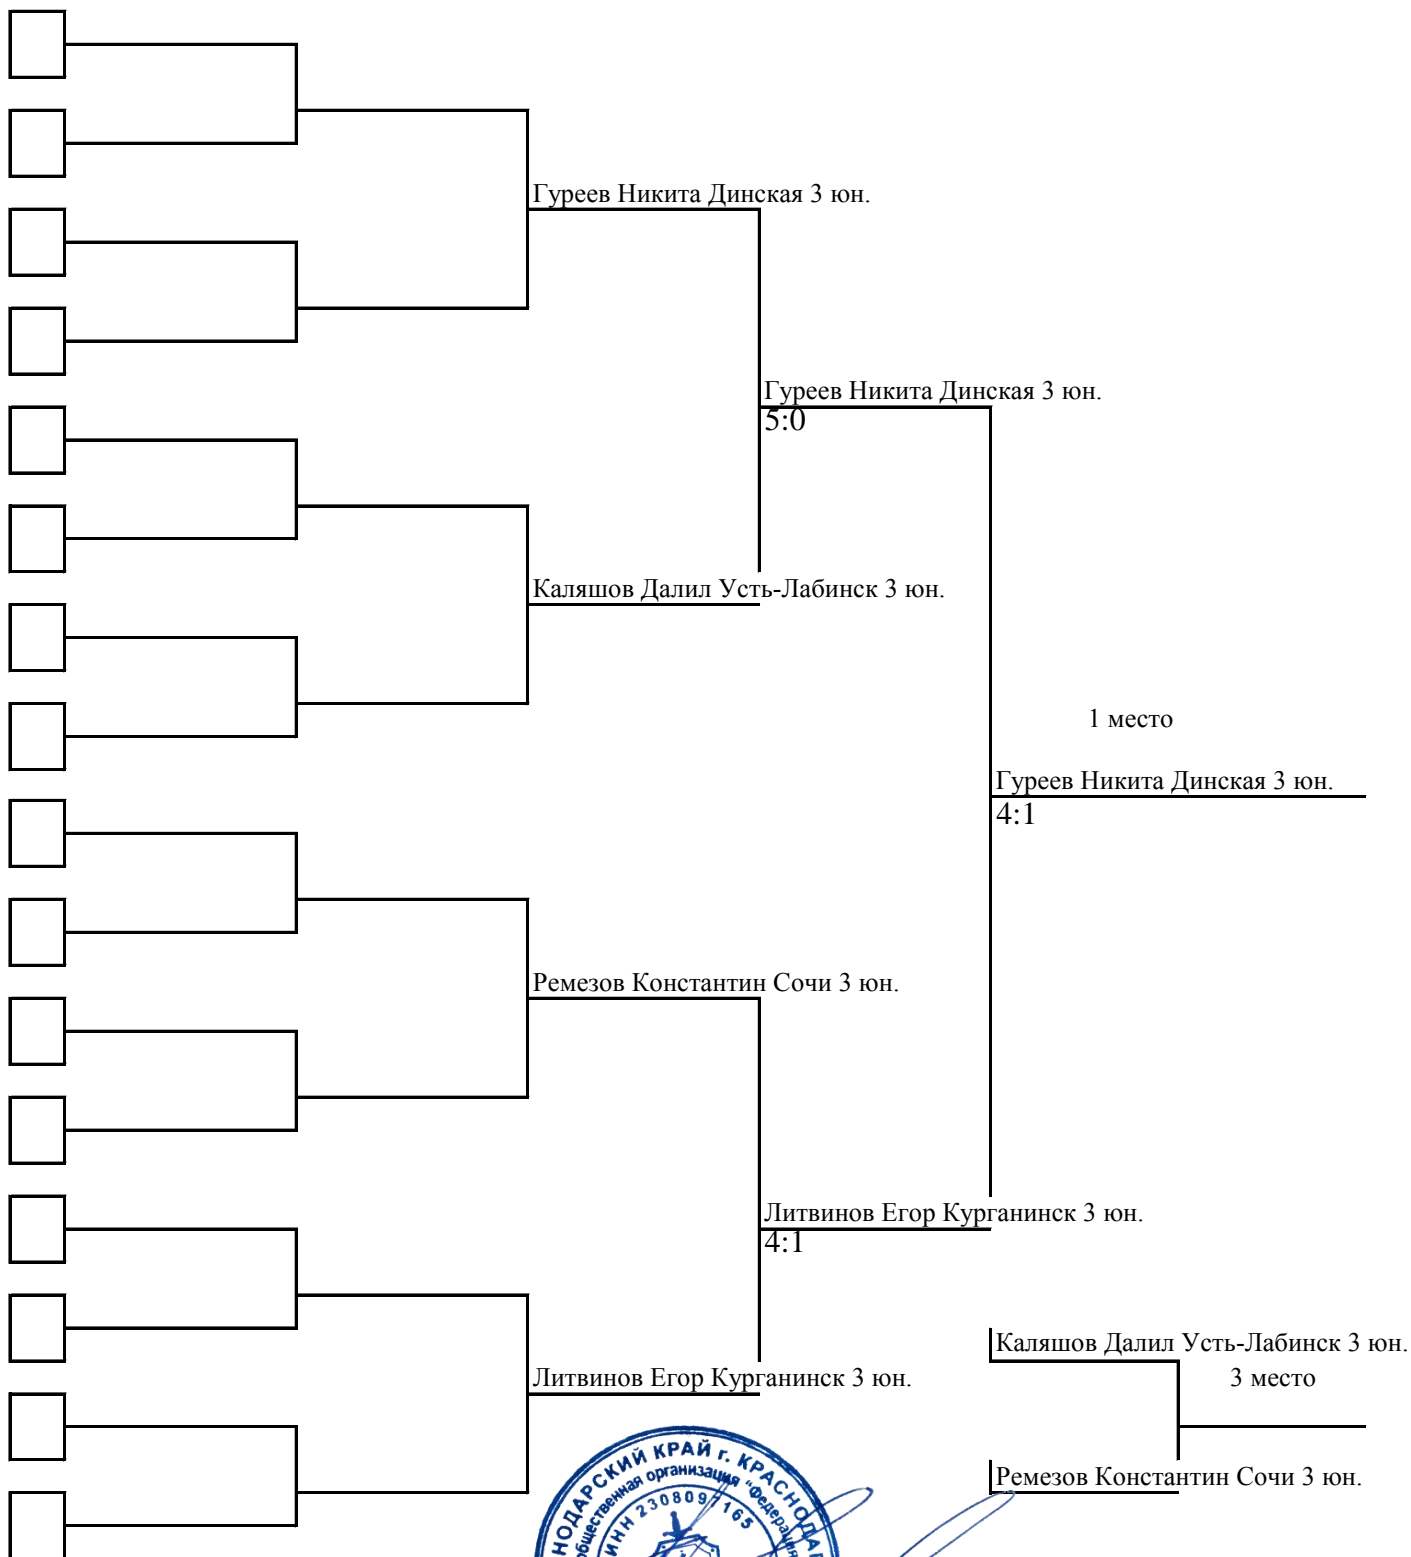 Гуреев Никита Динская 3 юн.
Гуреев Никита Динская 3 юн.
5:0
Каляшов Далил Усть-Лабинск 3 юн.
1 место
Гуреев Никита Динская 3 юн.
4:1
Ремезов Константин Сочи 3 юн.
Литвинов Егор Курганинск 3 юн.
4:1
Каляшов Далил Усть-Лабинск 3 юн.
Литвинов Егор Курганинск 3 юн.
3 место
Ремезов Константин Сочи 3 юн.
КРАЙ г.
общественная организация "Федерация
ИНН 2308097165